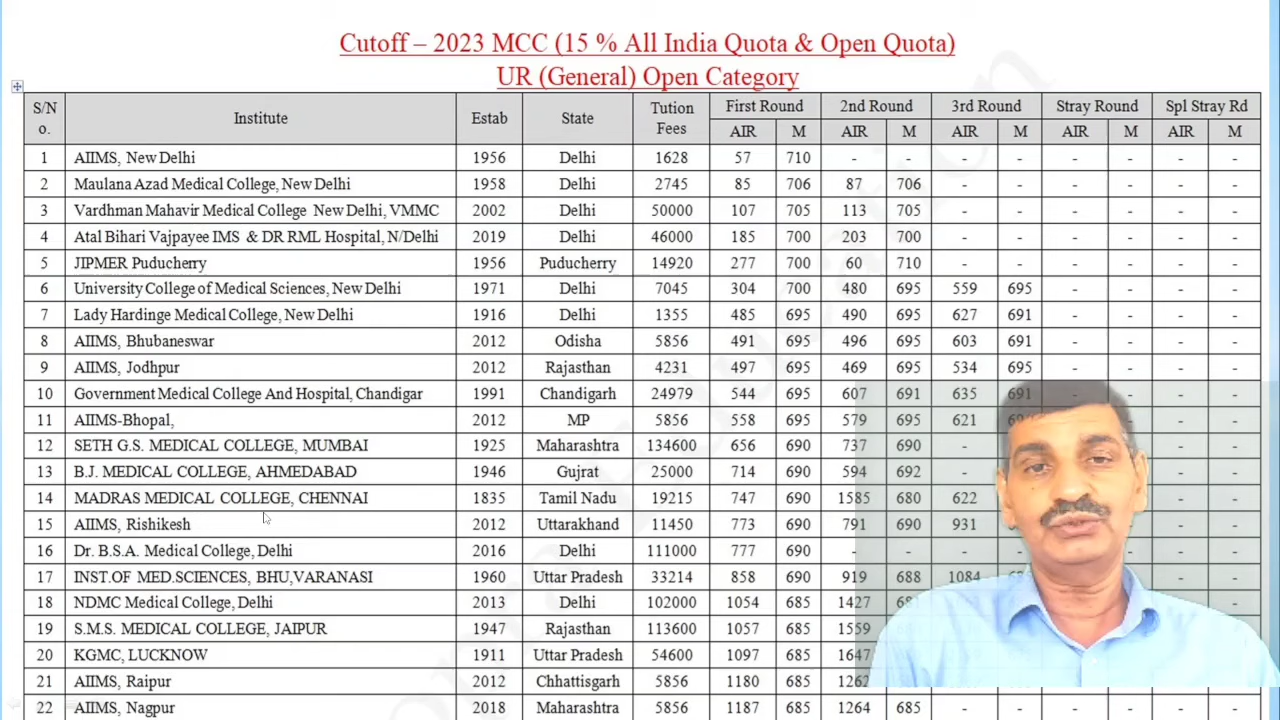 Cutoff – 2023 MCC (15 % All India Quota & Open Quota)
UR (General) Open Category
S/No. Institute Estab State Tution Fees First Round 2nd Round 3rd Round Stray Round Spl Stray Rd
AIR M AIR M AIR M AIR M AIR M
1 AIIMS, New Delhi 1956 Delhi 1628 57 710 - - - - - - - -
2 Maulana Azad Medical College, New Delhi 1958 Delhi 2745 85 706 87 706 - - - - - -
3 Vardhman Mahavir Medical College New Delhi, VMMC 2002 Delhi 50000 107 705 113 705 - - - - - -
4 Atal Bihari Vajpayee IMS & DR RML Hospital, N/Delhi 2019 Delhi 46000 185 700 203 700 - - - - - -
5 JIPMER Puducherry 1956 Puducherry 14920 277 700 60 710 - - - - - -
6 University College of Medical Sciences, New Delhi 1971 Delhi 7045 304 700 480 695 559 695 - - - -
7 Lady Hardinge Medical College, New Delhi 1916 Delhi 1355 485 695 490 695 627 691 - - - -
8 AIIMS, Bhubaneswar 2012 Odisha 5856 491 695 496 695 603 691 - - - -
9 AIIMS, Jodhpur 2012 Rajasthan 4231 497 695 469 695 534 695 - - - -
10 Government Medical College And Hospital, Chandigar 1991 Chandigarh 24979 544 695 607 691 635 691 - - - -
11 AIIMS-Bhopal, 2012 MP 5856 558 695 579 695 621 - - -
12 SETH G.S. MEDICAL COLLEGE, MUMBAI 1925 Maharashtra 134600 656 690 737 690 - - - -
13 B.J. MEDICAL COLLEGE, AHMEDABAD 1946 Gujrat 25000 714 690 594 692 - - -
14 MADRAS MEDICAL COLLEGE, CHENNAI 1835 Tamil Nadu 19215 747 690 1585 680 622 - -
15 AIIMS, Rishikesh 2012 Uttarakhand 11450 773 690 791 690 931 - - -
16 Dr. B.S.A. Medical College, Delhi 2016 Delhi 111000 777 690 - - - - - -
17 INST.OF MED.SCIENCES, BHU,VARANASI 1960 Uttar Pradesh 33214 858 690 919 688 1084 - - -
18 NDMC Medical College, Delhi 2013 Delhi 102000 1054 685 1427
19 S.M.S. MEDICAL COLLEGE, JAIPUR 1947 Rajasthan 113600 1057 685 1559
20 KGMC, LUCKNOW 1911 Uttar Pradesh 54600 1097 685 1647
21 AIIMS, Raipur 2012 Chhattisgarh 5856 1180 685
22 AIIMS, Nagpur 2018 Maharashtra 5856 1187 685 1264 685 - - - - - -